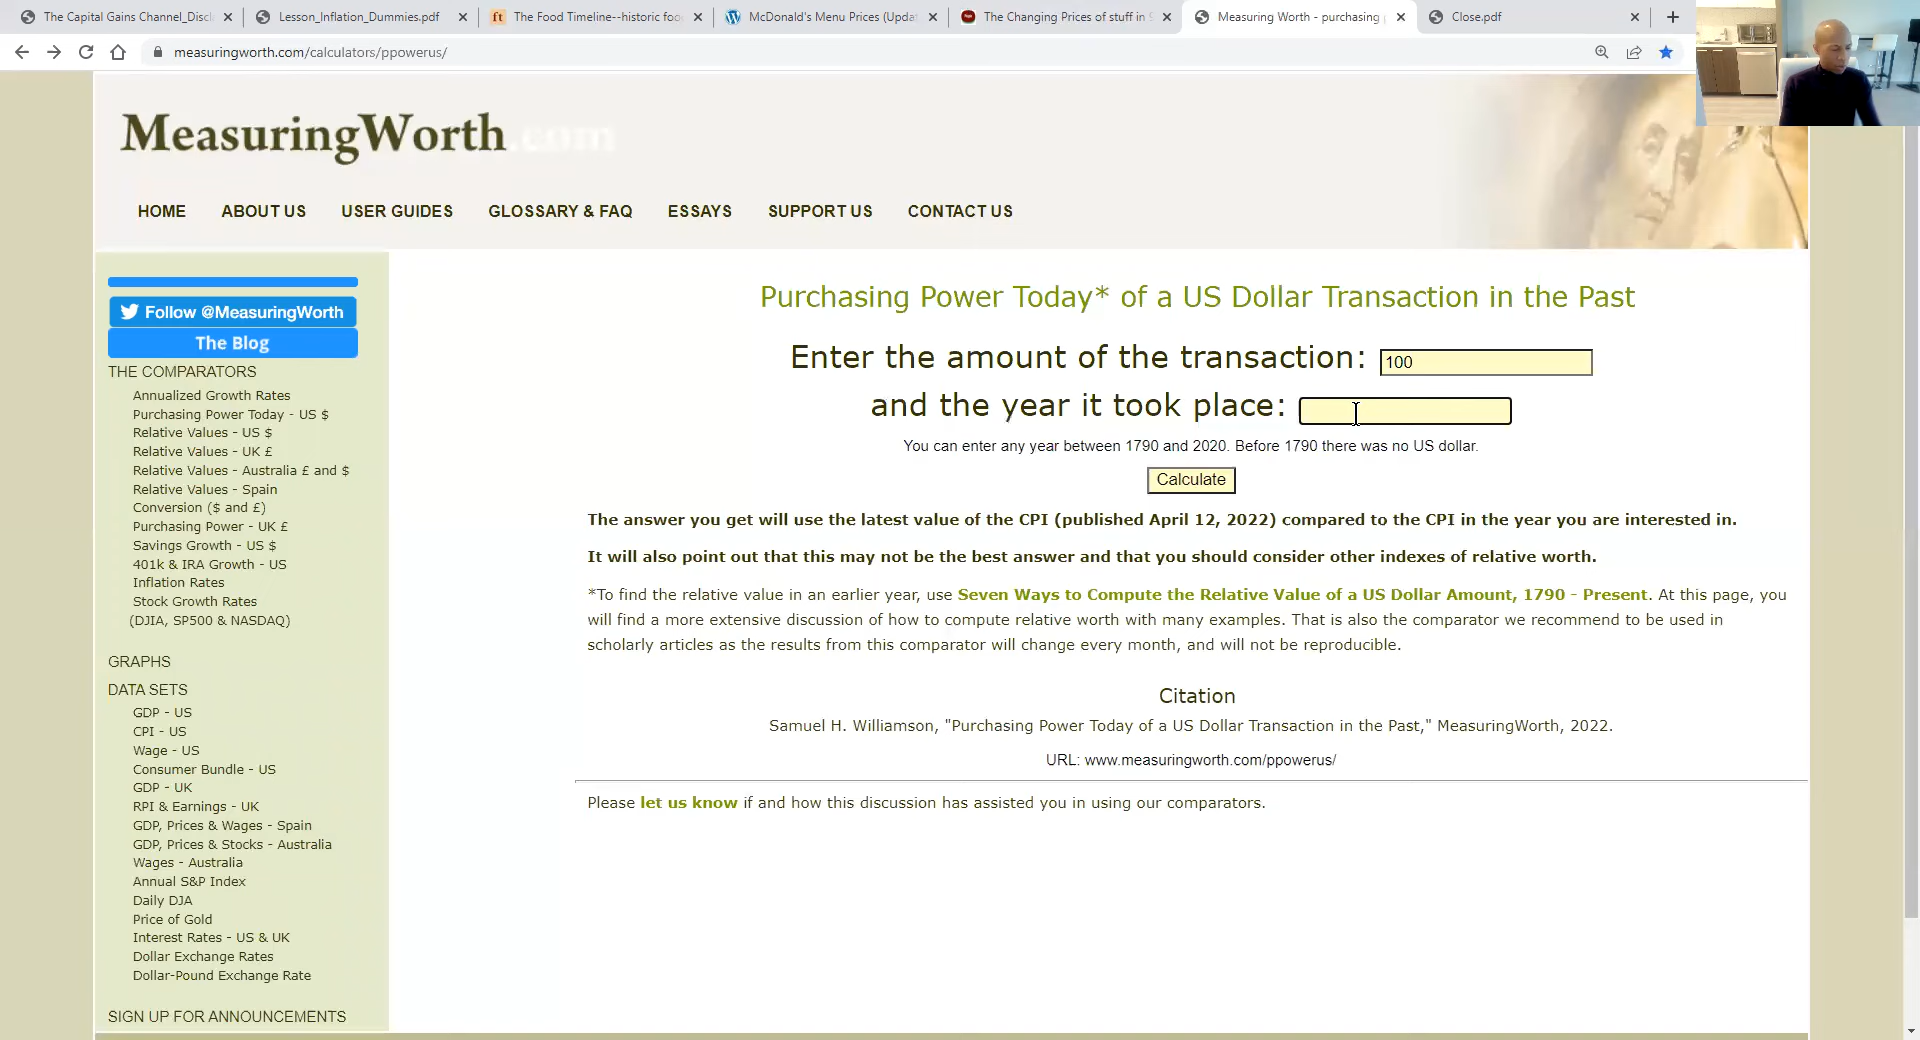 The Capital Gains Channel_Discl
Lesson_Inflation_Dummies.pdf
ft The Food Timeline--historic foo
McDonald's Menu Prices (Updat
The Changing Prices of stuff in
Measuring Worth - purchasing
Close.pdf
measuringworth.com/calculators/ppowerus/
MeasuringWorth.com
HOME ABOUT US USER GUIDES GLOSSARY & FAQ ESSAYS SUPPORT US CONTACT US
Follow @MeasuringWorth
The Blog
THE COMPARATORS
Annualized Growth Rates
Purchasing Power Today - US $
Relative Values - US $
Relative Values - UK £
Relative Values - Australia £ and $
Relative Values - Spain
Conversion ($ and £)
Purchasing Power - UK £
Savings Growth - US $
401k & IRA Growth - US
Inflation Rates
Stock Growth Rates
(DJIA, SP500 & NASDAQ)
GRAPHS
DATA SETS
GDP - US
CPI - US
Wage - US
Consumer Bundle - US
GDP - UK
RPI & Earnings - UK
GDP, Prices & Wages - Spain
GDP, Prices & Stocks - Australia
Wages - Australia
Annual S&P Index
Daily DJA
Price of Gold
Interest Rates - US & UK
Dollar Exchange Rates
Dollar-Pound Exchange Rate
SIGN UP FOR ANNOUNCEMENTS
Purchasing Power Today* of a US Dollar Transaction in the Past
Enter the amount of the transaction: 100
and the year it took place:
You can enter any year between 1790 and 2020. Before 1790 there was no US dollar.
Calculate
The answer you get will use the latest value of the CPI (published April 12, 2022) compared to the CPI in the year you are interested in.
It will also point out that this may not be the best answer and that you should consider other indexes of relative worth.
*To find the relative value in an earlier year, use Seven Ways to Compute the Relative Value of a US Dollar Amount, 1790 - Present. At this page, you
will find a more extensive discussion of how to compute relative worth with many examples. That is also the comparator we recommend to be used in
scholarly articles as the results from this comparator will change every month, and will not be reproducible.
Citation
Samuel H. Williamson, "Purchasing Power Today of a US Dollar Transaction in the Past," MeasuringWorth, 2022.
URL: www.measuringworth.com/ppowerus/
Please let us know if and how this discussion has assisted you in using our comparators.